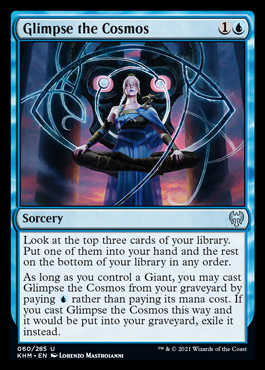 Glimpse the Cosmos 1
Sorcery
Look at the top three cards of your library.
Put one of them into your hand and the rest
on the bottom of your library in any order.
As long as you control a Giant, you may cast
Glimpse the Cosmos from your graveyard by
paying rather than paying its mana cost. If
you cast Glimpse the Cosmos this way and
it would be put into your graveyard, exile it
instead.
060/285 U
KHM • EN Lorenzo Mastroianni
™ & © 2021 Wizards of the Coast